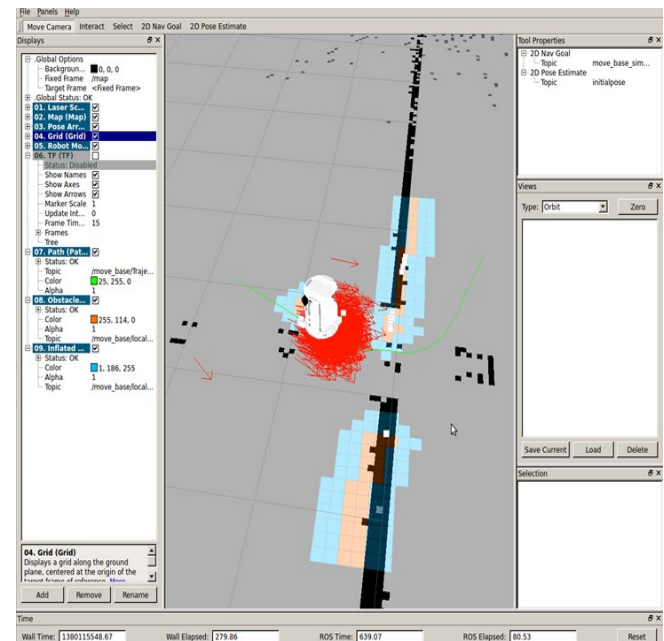 File Panels Help
Move Camera Interact Select 2D Nav Goal 2D Pose Estimate
Displays
.Global Options
Backgroun... 0, 0, 0
Fixed Frame /map
Target Frame <Fixed Frame>
.Global Status: OK
01. Laser Sc...
02. Map (Map)
03. Pose Arr...
04. Grid (Grid)
05. Robot Mo...
06. TF (TF)
Status: Disabled
Show Names
Show Axes
Show Arrows
Marker Scale 1
Update Int... 0
Frame Tim... 15
Frames
Tree
07. Path (Pat...
Status: OK
Topic /move_base/Traje...
Color 25, 255, 0
Alpha 1
08. Obstacle...
Status: OK
Color 255, 114, 0
Alpha 1
Topic /move_base/local...
09. Inflated ...
Status: OK
Color 1, 186, 255
Alpha 1
Topic /move_base/local...
04. Grid (Grid)
Displays a grid along the ground
plane, centered at the origin of the
target frame of reference. More
Add Remove Rename
Tool Properties
2D Nav Goal
Topic move_base_sim...
2D Pose Estimate
Topic initialpose
Views
Type: Orbit Zero
Save Current Load Delete
Selection
Time
Wall Time: 1380115548.67 Wall Elapsed: 279.86 ROS Time: 639.07 ROS Elapsed: 80.53 Reset